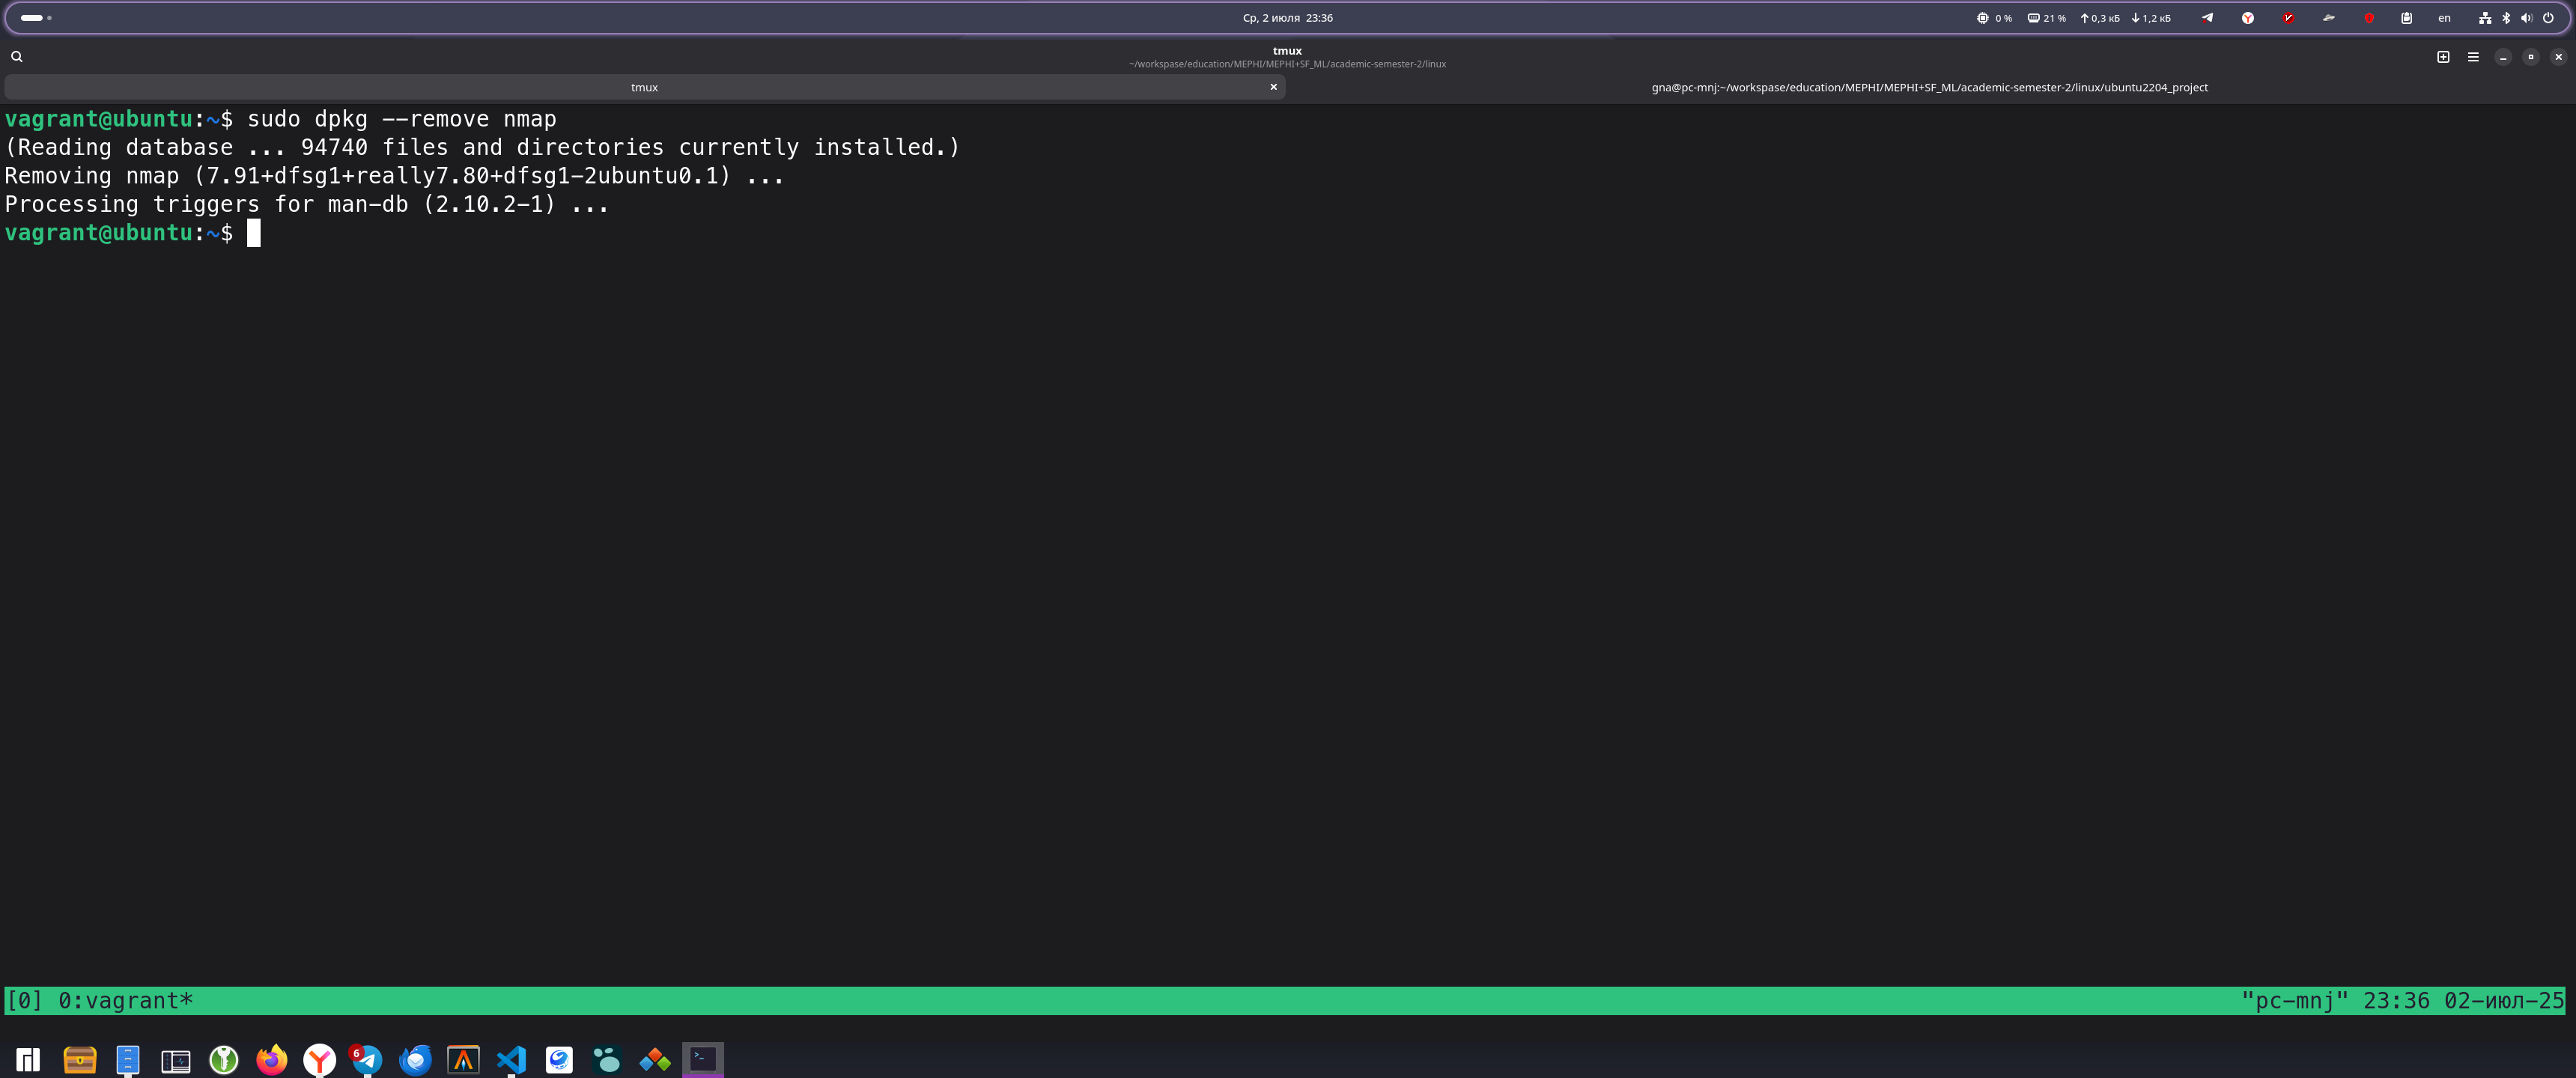 Ср, 2 июля 23:36
0 %
21 %
0,3 кБ
1,2 кБ
en
tmux
~/workspase/education/MEPHI/MEPHI+SF_ML/academic-semester-2/linux
tmux
gna@pc-mnj:~/workspase/education/MEPHI/MEPHI+SF_ML/academic-semester-2/linux/ubuntu2204_project
vagrant@ubuntu:~$ sudo dpkg --remove nmap
(Reading database ... 94740 files and directories currently installed.)
Removing nmap (7.91+dfsg1+really7.80+dfsg1-2ubuntu0.1) ...
Processing triggers for man-db (2.10.2-1) ...
vagrant@ubuntu:~$
[0] 0:vagrant*
"pc-mnj" 23:36 02-июл-25
6